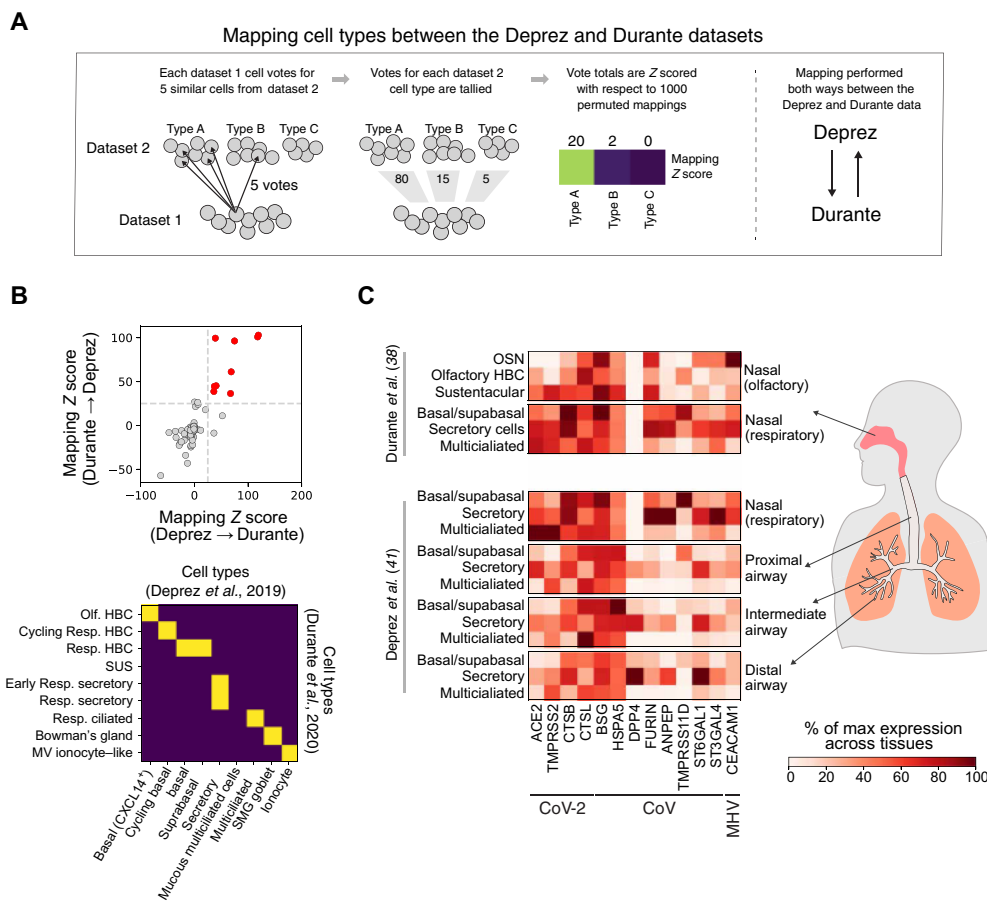 A
Mapping cell types between the Deprez and Durante datasets
Each dataset 1 cell votes for
5 similar cells from dataset 2
Votes for each dataset 2
cell type are tallied
Vote totals are Z scored
with respect to 1000
permuted mappings
Mapping performed
both ways between the
Deprez and Durante data
Dataset 2
Type A
Type B
Type C
5 votes
Dataset 1
Type A
Type B
Type C
80
15
5
20
2
0
Mapping
Z score
Type A
Type B
Type C
Deprez
Durante
B
Mapping Z score
(Durante → Deprez)
100
50
0
−50
−100
0
100
200
Mapping Z score
(Deprez → Durante)
Cell types
(Deprez et al., 2019)
Olf. HBC
Cycling Resp. HBC
Resp. HBC
SUS
Early Resp. secretory
Resp. secretory
Resp. ciliated
Bowman's gland
MV ionocyte–like
Cell types
(Durante et al., 2020)
Basal (CXCL14+)
Cycling basal
basal
Suprabasal
Secretory
Mucous multiciliated cells
Multiciliated
SMG goblet
Ionocyte
C
Durante et al. (38)
OSN
Olfactory HBC
Sustentacular
Nasal
(olfactory)
Basal/supabasal
Secretory cells
Multiciliated
Nasal
(respiratory)
Deprez et al. (41)
Basal/supabasal
Secretory
Multiciliated
Nasal
(respiratory)
Basal/supabasal
Secretory
Multiciliated
Proximal
airway
Basal/supabasal
Secretory
Multiciliated
Intermediate
airway
Basal/supabasal
Secretory
Multiciliated
Distal
airway
ACE2
TMPRSS2
CTSB
CTSL
BSG
HSPA5
DPP4
FURIN
ANPEP
TMPRSS11D
ST6GAL1
ST3GAL4
CEACAM1
CoV-2
CoV
MHV
% of max expression
across tissues
0
20
40
60
80
100